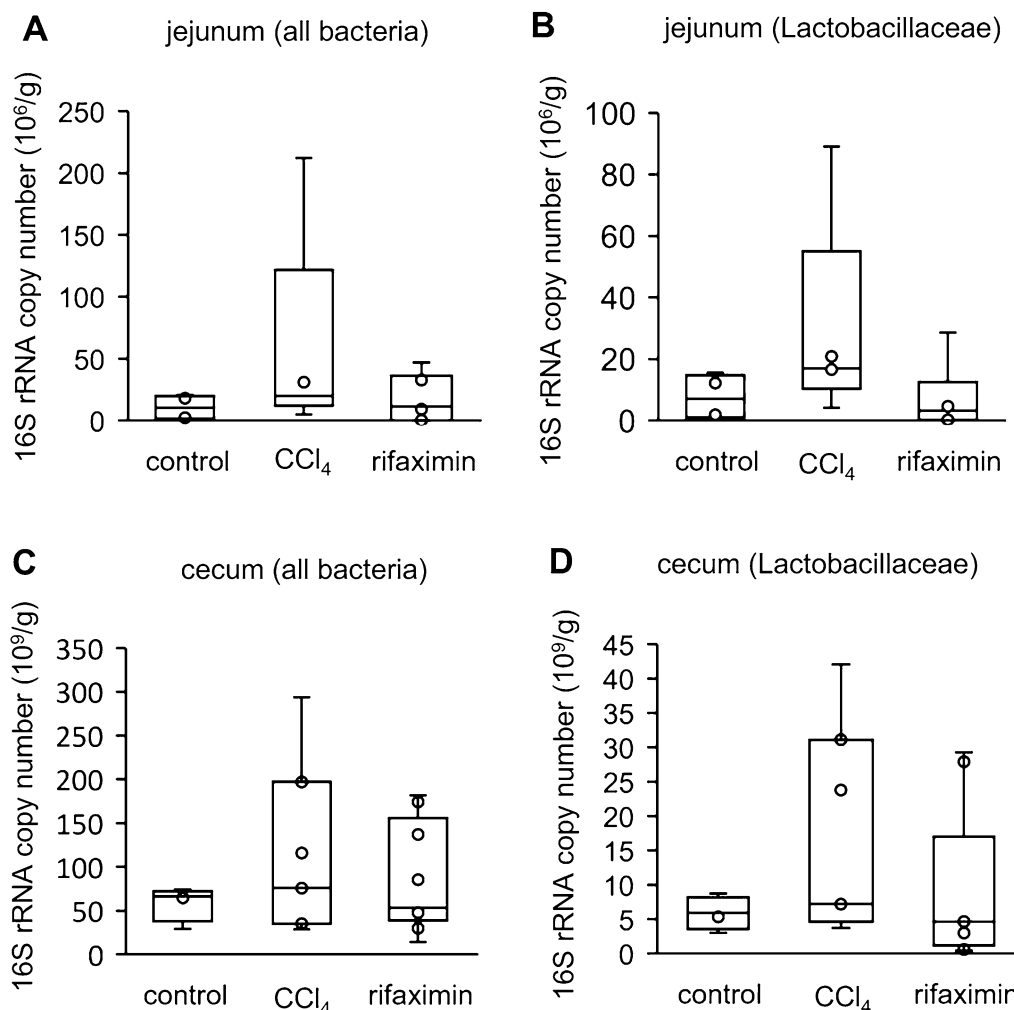 A
jejunum (all bacteria)
16S rRNA copy number (10⁶/g)
250
200
150
100
50
0
control
CCl₄
rifaximin
B
jejunum (Lactobacillaceae)
16S rRNA copy number (10⁶/g)
100
80
60
40
20
0
control
CCl₄
rifaximin
C
cecum (all bacteria)
16S rRNA copy number (10⁹/g)
350
300
250
200
150
100
50
0
control
CCl₄
rifaximin
D
cecum (Lactobacillaceae)
16S rRNA copy number (10⁹/g)
45
40
35
30
25
20
15
10
5
0
control
CCl₄
rifaximin